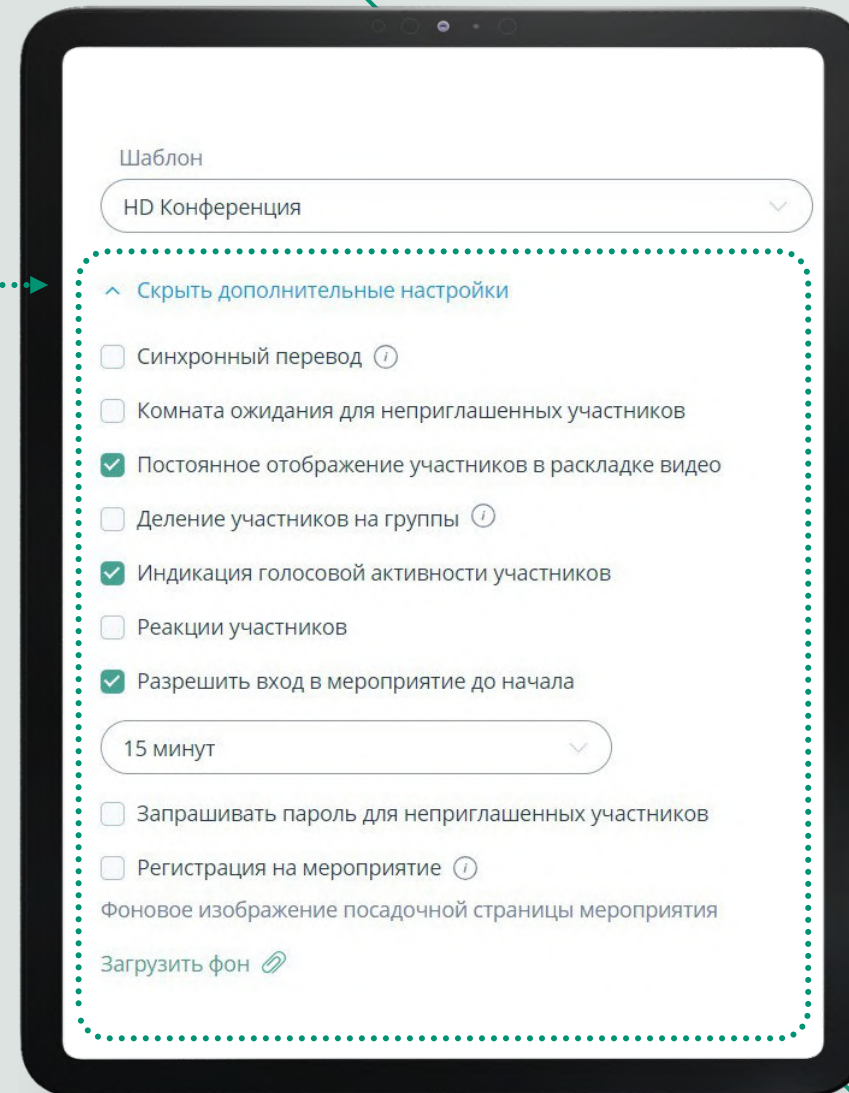 Шаблон
HD Конференция
Скрыть дополнительные настройки
Синхронный перевод
Комната ожидания для неприглашенных участников
Постоянное отображение участников в раскладке видео
Деление участников на группы
Индикация голосовой активности участников
Реакции участников
Разрешить вход в мероприятие до начала
15 минут
Запрашивать пароль для неприглашенных участников
Регистрация на мероприятие
Фоновое изображение посадочной страницы мероприятия
Загрузить фон